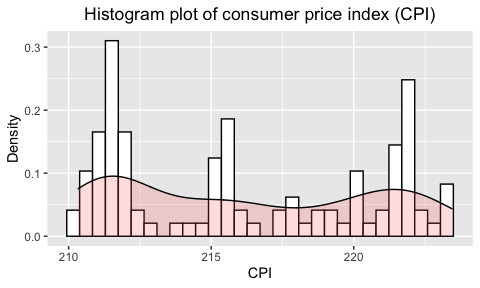 Histogram plot of consumer price index (CPI)
0.3
0.2
0.1
0.0
Density
210
215
220
CPI